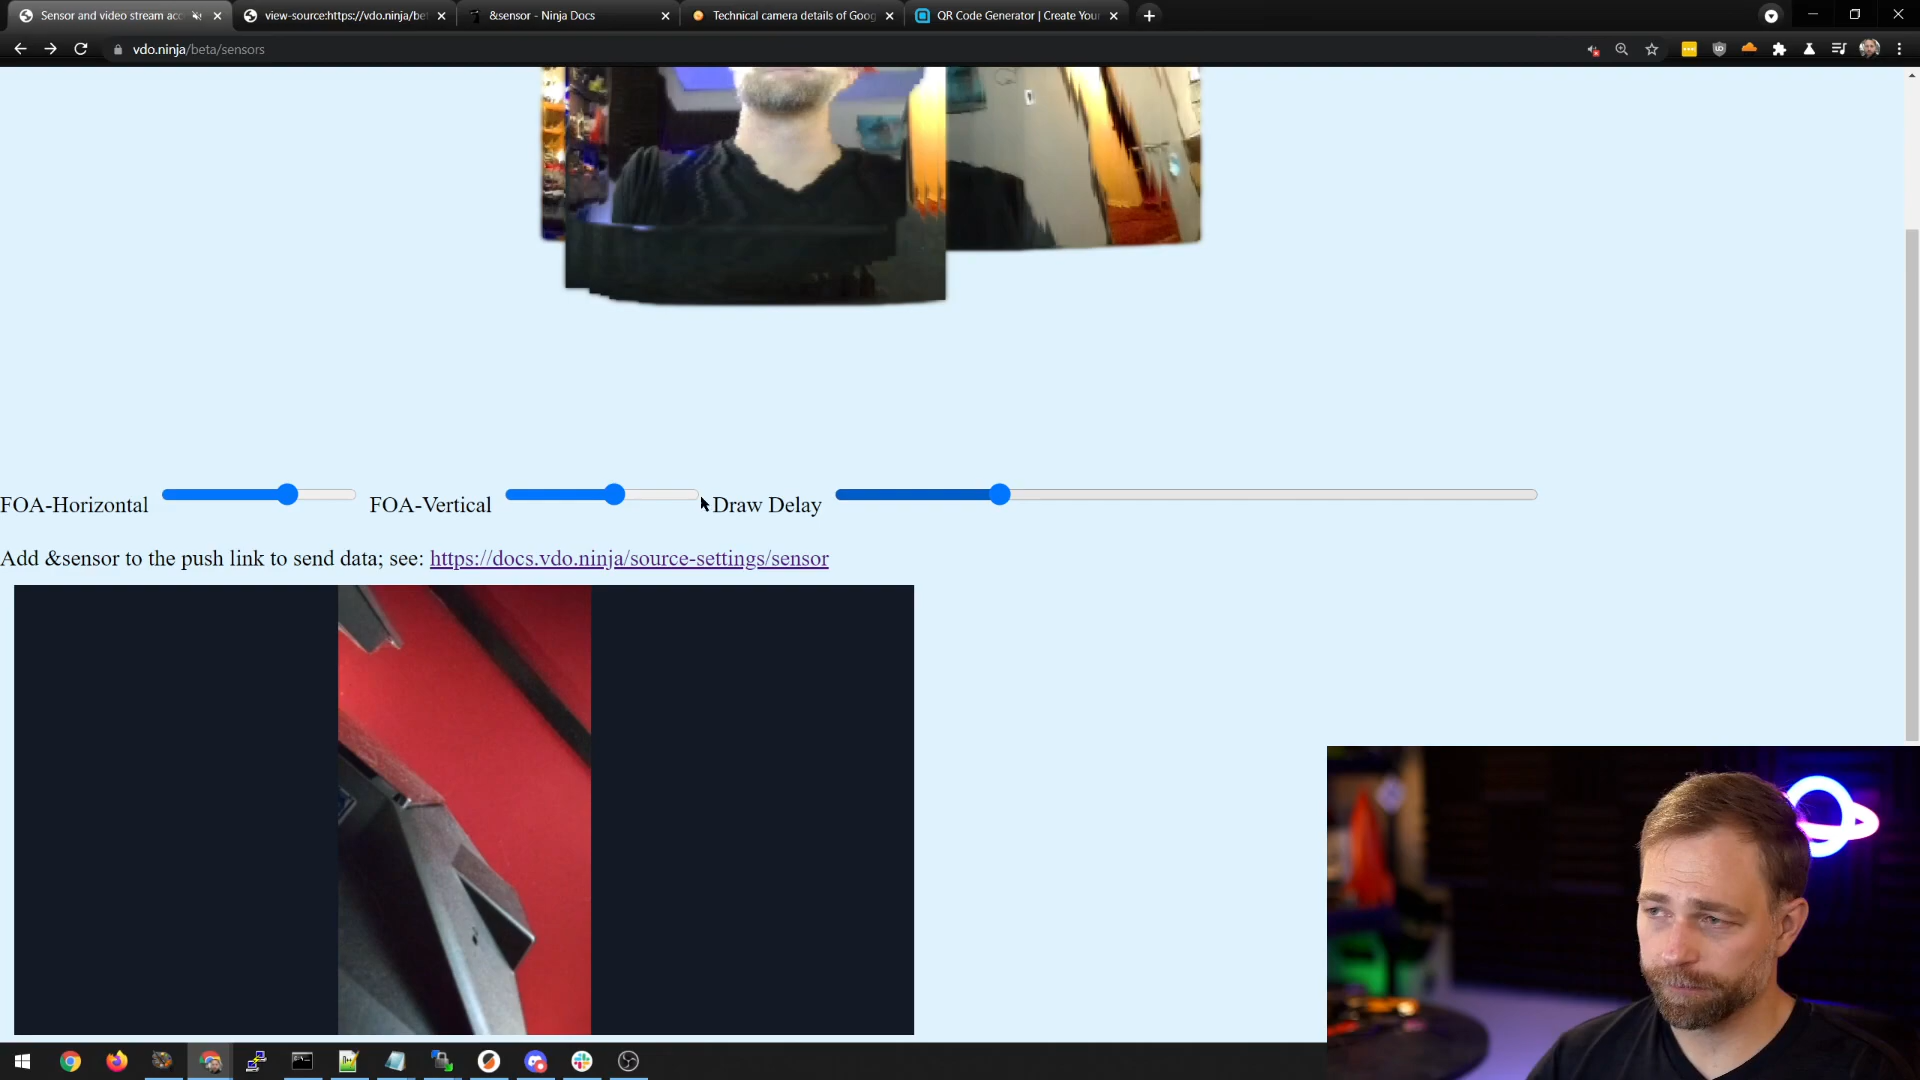 Sensor and video stream acc
view-source:https://vdo.ninja/bet
&sensor - Ninja Docs
Technical camera details of Goog
QR Code Generator | Create Your
vdo.ninja/beta/sensors
FOA-Horizontal
FOA-Vertical
Draw Delay
Add &sensor to the push link to send data; see: https://docs.vdo.ninja/source-settings/sensor